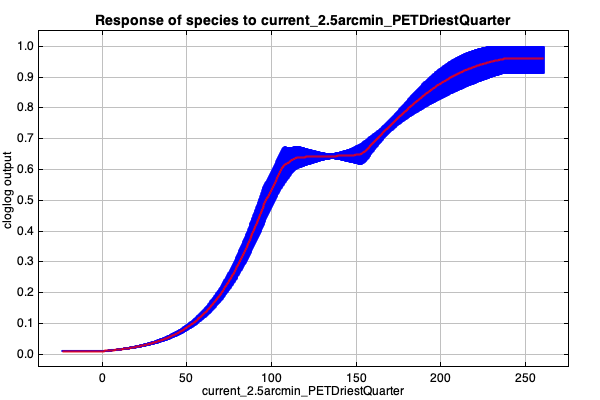 Response of species to current_2.5arcmin_PETDriestQuarter
1.0
0.9
0.8
0.7
0.6
0.5
0.4
0.3
0.2
0.1
0.0
cloglog output
0 50 100 150 200 250
current_2.5arcmin_PETDriestQuarter